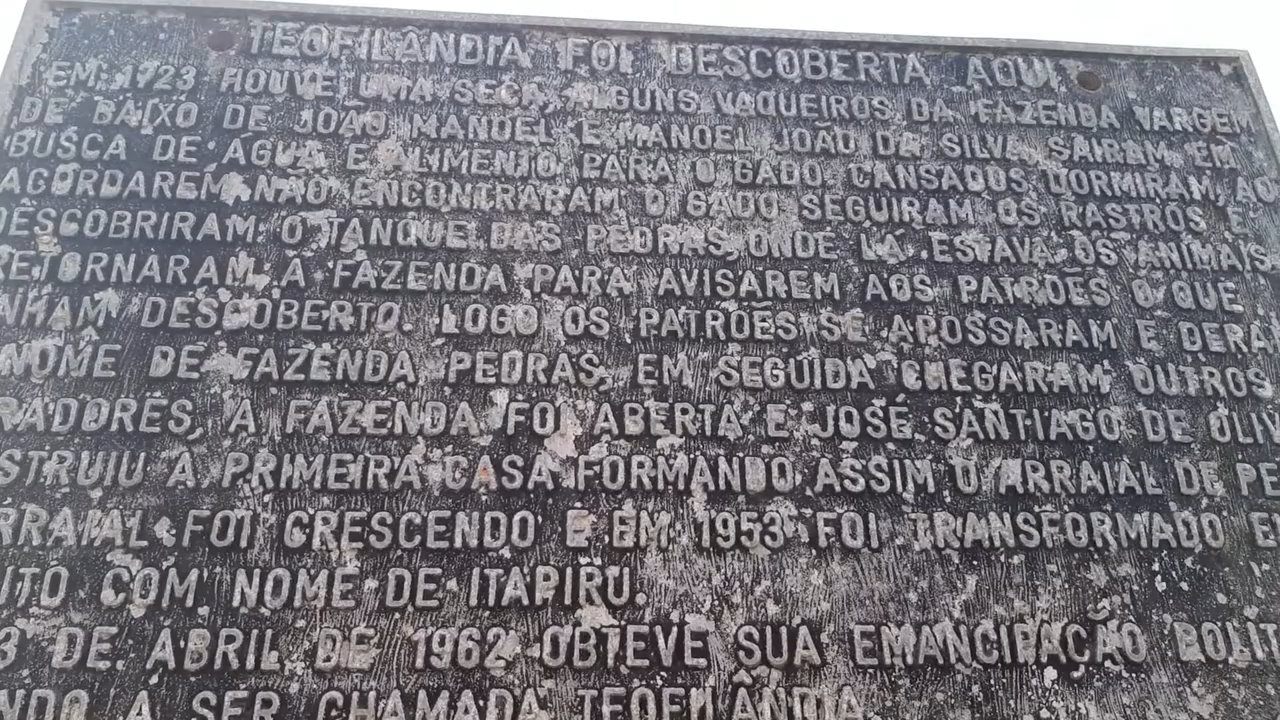 TEOFILÂNDIA FOI DESCOBERTA AQUI,
EM 1723 HOUVE UMA SECA, ALGUNS VAQUEIROS DA FAZENDA VARGEM
DE BAIXO DE JOÃO MANOEL E MANOEL JOÃO DA SILVA, SAIRAM EM
BUSCA DE ÁGUA E ALIMENTO PARA O GADO CANSADOS DORMIRAM, AO
ACORDAREM NÃO ENCONTRARAM O GADO SEGUIRAM OS RASTROS E
DESCOBRIRAM O TANQUE DAS PEDRAS, ONDE LÁ ESTAVA OS ANIMAIS
RETORNARAM A FAZENDA PARA AVISAREM AOS PATRÕES O QUE
NHAM DESCOBERTO. LOGO OS PATRÕES SE APOSSARAM E DERA
NOME DE FAZENDA PEDRAS, EM SEGUIDA CHEGARAM OUTROS
RADORES, A FAZENDA FOI ABERTA E JOSÉ SANTIAGO DE OLIV
STRUIU A PRIMEIRA CASA FORMANDO ASSIM O ARRAIAL DE PE
RRAIAL FOI CRESCENDO E EM 1953 FOI TRANSFORMADO E
ITO COM NOME DE ITAPIRU.
3 DE ABRIL DE 1962 OBTEVE SUA EMANCIPAÇÃO POLIT
NDO A SER CHAMADA TEOFILÂNDIA